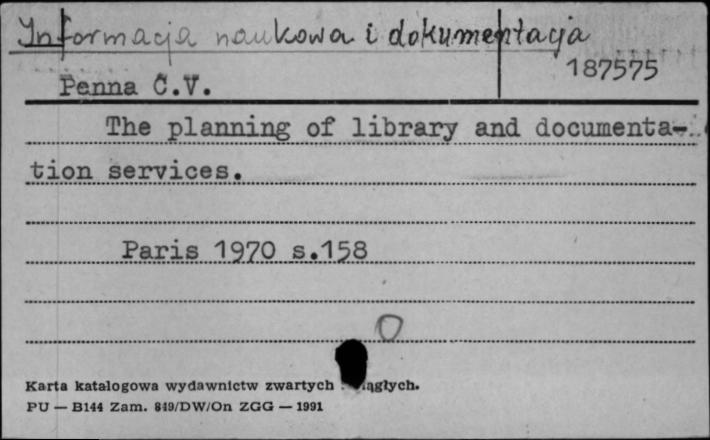 Informacja naukowa i dokumentacja
187575
Penna C.V.
The planning of library and documenta-
tion services.
Paris 1970 s.158
O
Karta katalogowa wydawnictw zwartych ciągłych.
PU — B144 Zam. 849/DW/On ZGG — 1991